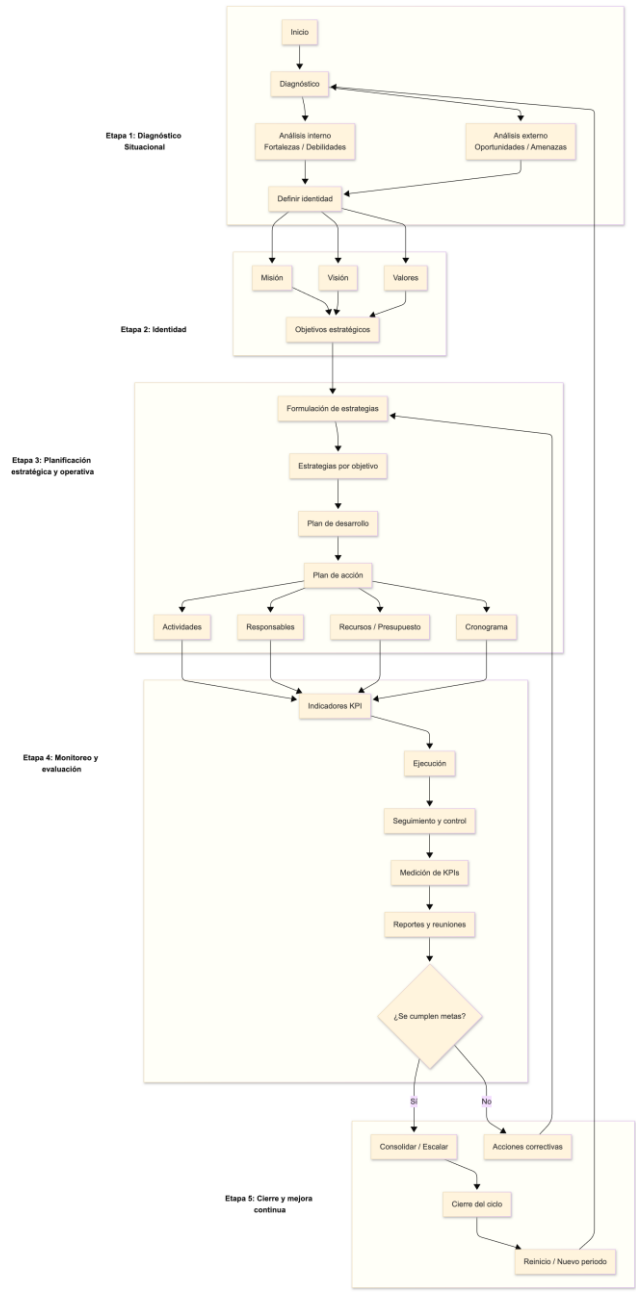 Inicio
Diagnóstico
Etapa 1: Diagnóstico
Situacional
Análisis interno
Fortalezas / Debilidades
Análisis externo
Oportunidades / Amenazas
Definir identidad
Misión
Visión
Valores
Etapa 2: Identidad
Objetivos estratégicos
Formulación de estrategias
Etapa 3: Planificación
estratégica y operativa
Estrategias por objetivo
Plan de desarrollo
Plan de acción
Actividades
Responsables
Recursos / Presupuesto
Cronograma
Indicadores KPI
Etapa 4: Monitoreo y
evaluación
Ejecución
Seguimiento y control
Medición de KPIs
Reportes y reuniones
¿Se cumplen metas?
Sí
No
Consolidar / Escalar
Acciones correctivas
Etapa 5: Cierre y mejora
continua
Cierre del ciclo
Reinicio / Nuevo periodo